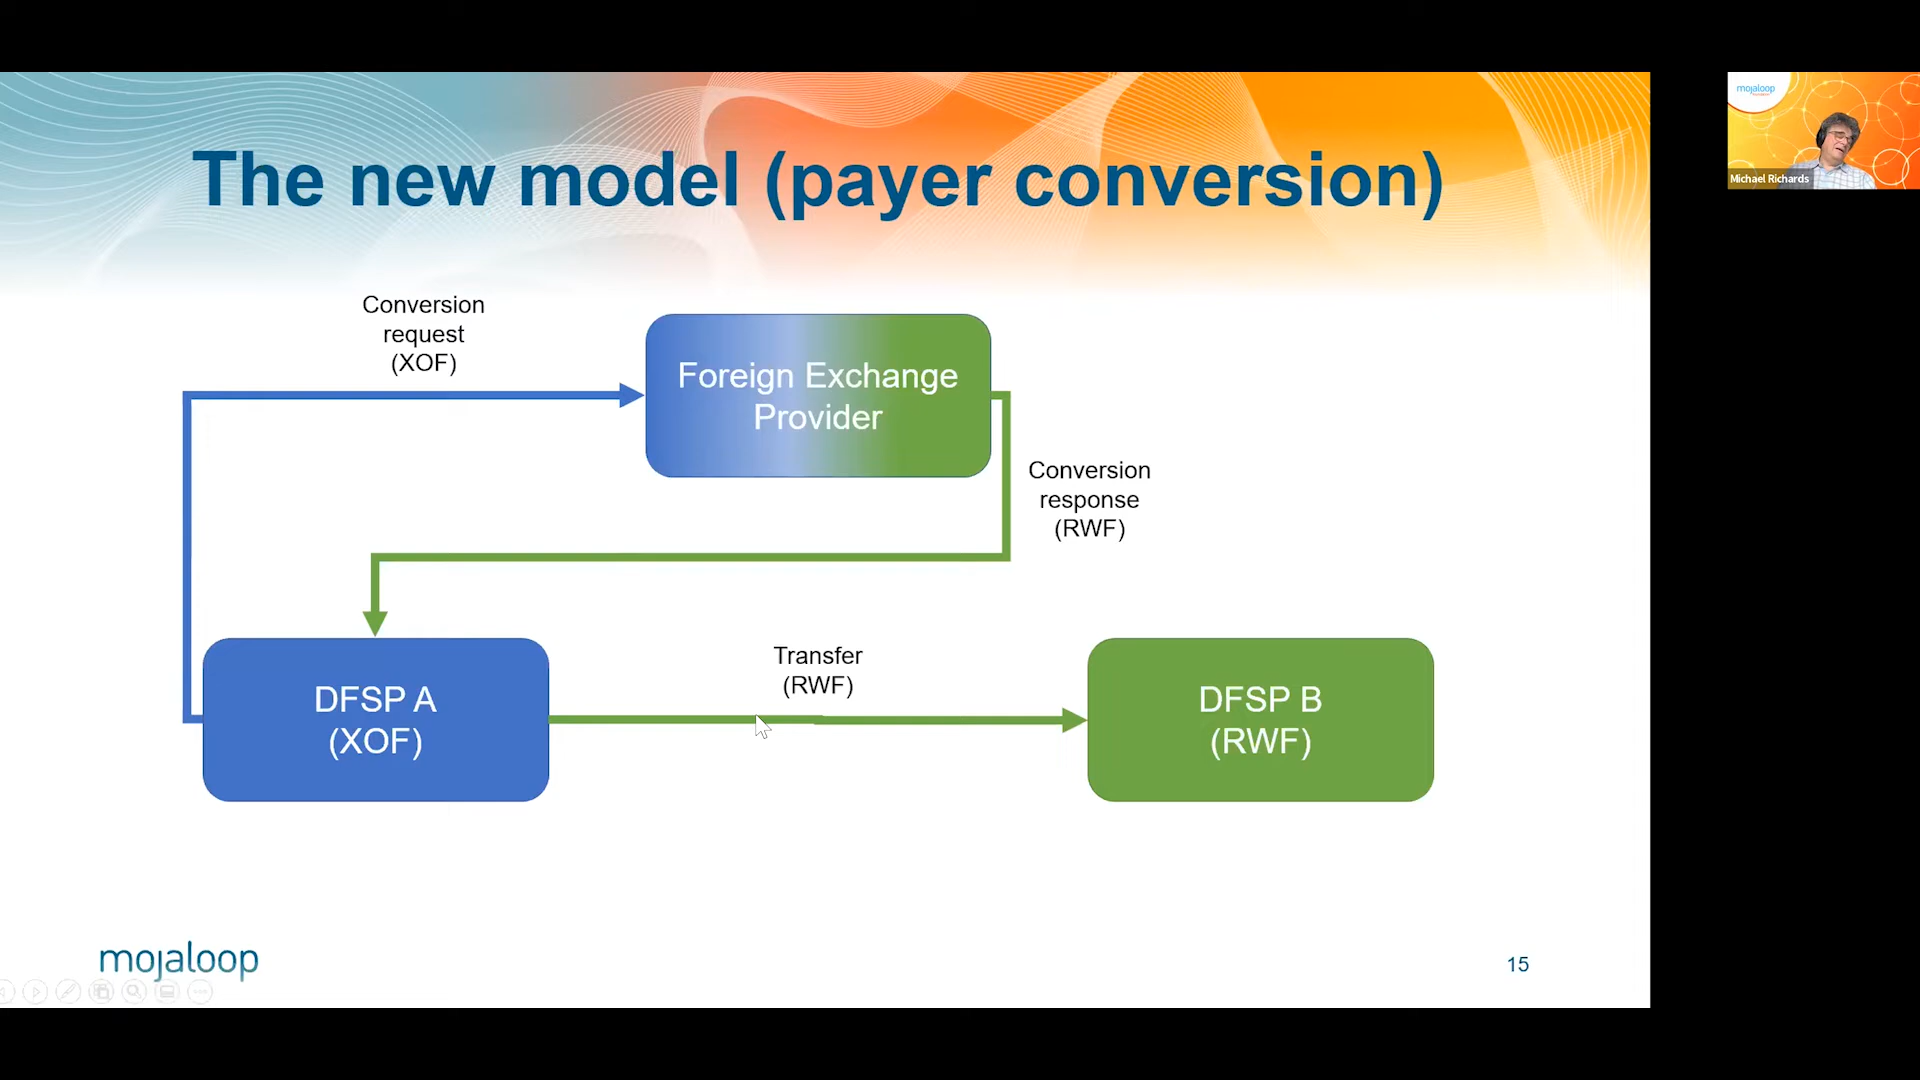 The new model (payer conversion)
mojaloop
Michael Richards
Conversion
request
(XOF)
Foreign Exchange
Provider
Conversion
response
(RWF)
Transfer
(RWF)
DFSP A
(XOF)
DFSP B
(RWF)
mojaloop
15